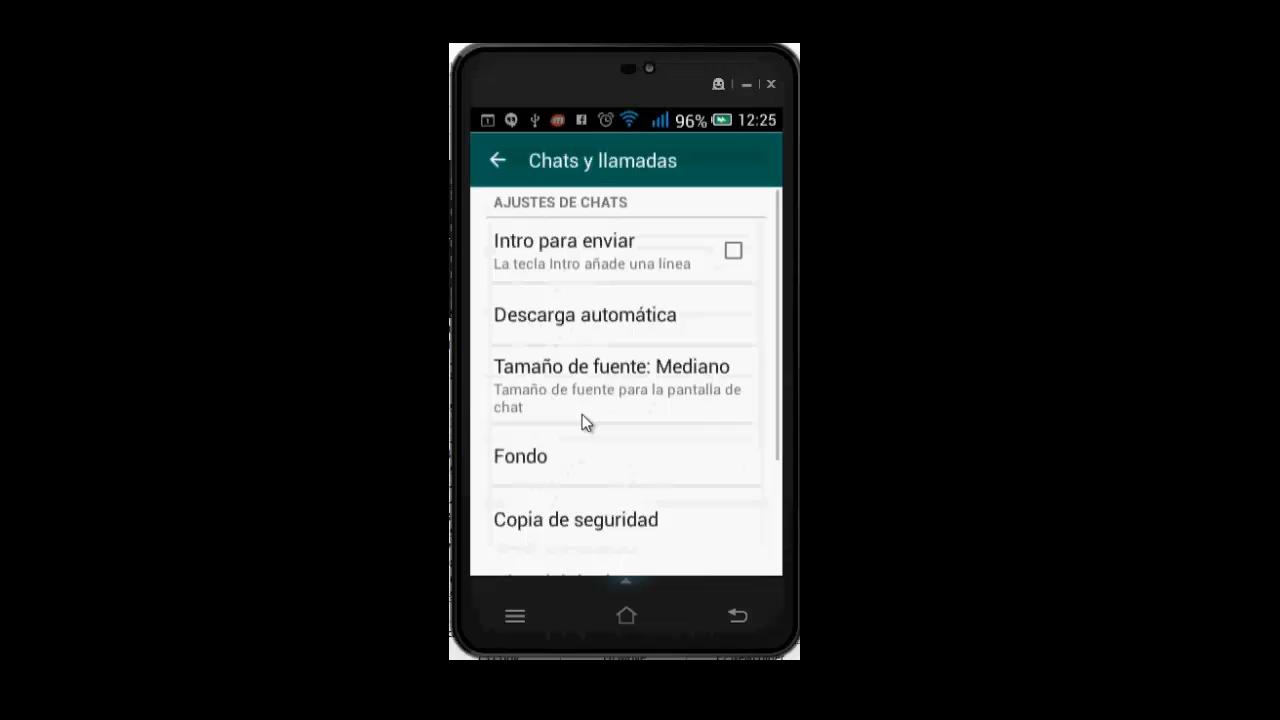 96% 12:25
Chats y llamadas
AJUSTES DE CHATS
Intro para enviar
La tecla Intro añade una línea
Descarga automática
Tamaño de fuente: Mediano
Tamaño de fuente para la pantalla de
chat
Fondo
Copia de seguridad